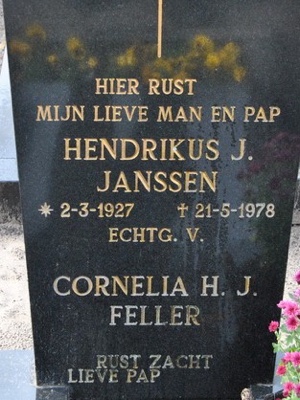 HIER RUST
MIJN LIEVE MAN EN PAP
HENDRIKUS J.
JANSSEN
* 2-3-1927 † 21-5-1978
ECHTG. V.
CORNELIA H. J.
FELLER
RUST ZACHT
LIEVE PAP